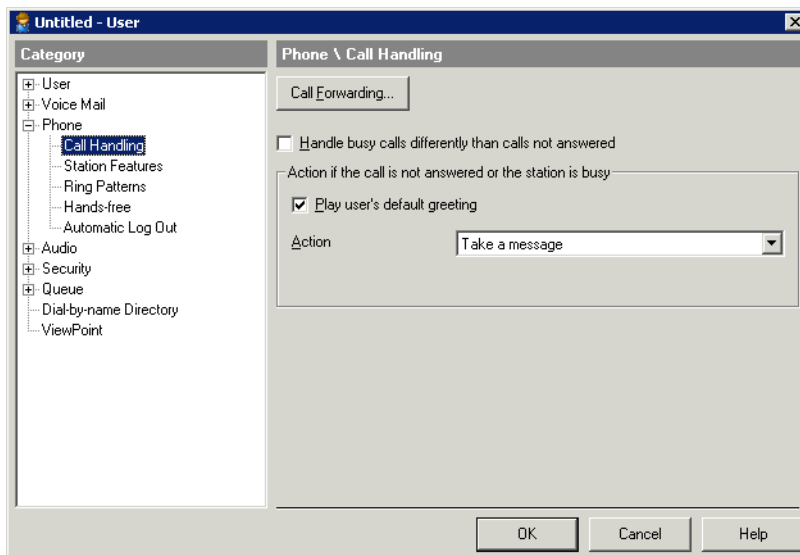 Untitled - User
Category
User
Voice Mail
Phone
Call Handling
Station Features
Ring Patterns
Hands-free
Automatic Log Out
Audio
Security
Queue
Dial-by-name Directory
ViewPoint
Phone \ Call Handling
Call Forwarding...
Handle busy calls differently than calls not answered
Action if the call is not answered or the station is busy
Play user's default greeting
Action Take a message
OK Cancel Help